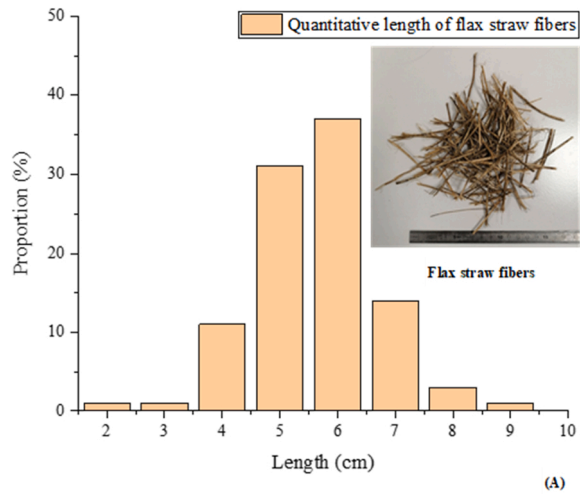 Quantitative length of flax straw fibers
50
40
30
20
10
0
Proportion (%)
Flax straw fibers
2 3 4 5 6 7 8 9 10
Length (cm)
(A)